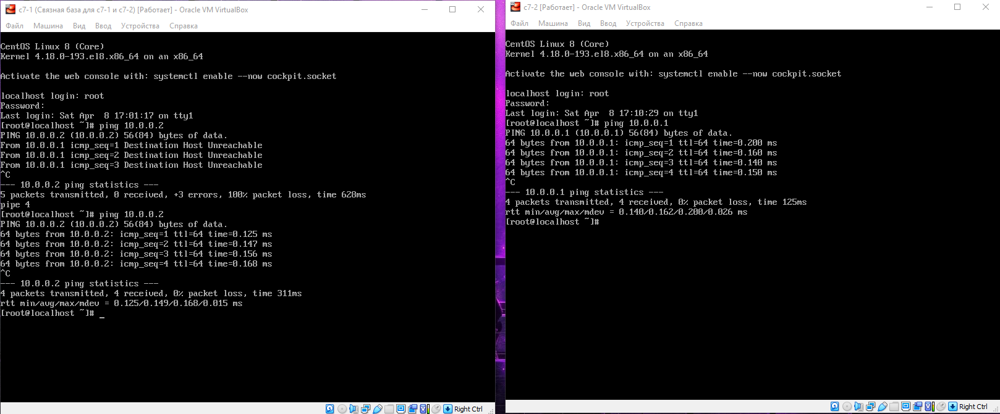 c7-1 (Связная база для c7-1 и c7-2) [Работает] - Oracle VM VirtualBox
Файл Машина Вид Ввод Устройства Справка
CentOS Linux 8 (Core)
Kernel 4.18.0-193.el8.x86_64 on an x86_64
Activate the web console with: systemctl enable --now cockpit.socket
localhost login: root
Password:
Last login: Sat Apr  8 17:01:17 on tty1
[root@localhost ~]# ping 10.0.0.2
PING 10.0.0.2 (10.0.0.2) 56(84) bytes of data.
From 10.0.0.1 icmp_seq=1 Destination Host Unreachable
From 10.0.0.1 icmp_seq=2 Destination Host Unreachable
From 10.0.0.1 icmp_seq=3 Destination Host Unreachable
^C
--- 10.0.0.2 ping statistics ---
5 packets transmitted, 0 received, +3 errors, 100% packet loss, time 628ms
pipe 4
[root@localhost ~]# ping 10.0.0.2
PING 10.0.0.2 (10.0.0.2) 56(84) bytes of data.
64 bytes from 10.0.0.2: icmp_seq=1 ttl=64 time=0.125 ms
64 bytes from 10.0.0.2: icmp_seq=2 ttl=64 time=0.147 ms
64 bytes from 10.0.0.2: icmp_seq=3 ttl=64 time=0.156 ms
64 bytes from 10.0.0.2: icmp_seq=4 ttl=64 time=0.168 ms
^C
--- 10.0.0.2 ping statistics ---
4 packets transmitted, 4 received, 0% packet loss, time 311ms
rtt min/avg/max/mdev = 0.125/0.149/0.168/0.015 ms
[root@localhost ~]# _
Right Ctrl
c7-2 [Работает] - Oracle VM VirtualBox
Файл Машина Вид Ввод Устройства Справка
CentOS Linux 8 (Core)
Kernel 4.18.0-193.el8.x86_64 on an x86_64
Activate the web console with: systemctl enable --now cockpit.socket
localhost login: root
Password:
Last login: Sat Apr  8 17:10:29 on tty1
[root@localhost ~]# ping 10.0.0.1
PING 10.0.0.1 (10.0.0.1) 56(84) bytes of data.
64 bytes from 10.0.0.1: icmp_seq=1 ttl=64 time=0.200 ms
64 bytes from 10.0.0.1: icmp_seq=2 ttl=64 time=0.160 ms
64 bytes from 10.0.0.1: icmp_seq=3 ttl=64 time=0.140 ms
64 bytes from 10.0.0.1: icmp_seq=4 ttl=64 time=0.150 ms
^C
--- 10.0.0.1 ping statistics ---
4 packets transmitted, 4 received, 0% packet loss, time 125ms
rtt min/avg/max/mdev = 0.140/0.162/0.200/0.026 ms
[root@localhost ~]#
Right Ctrl